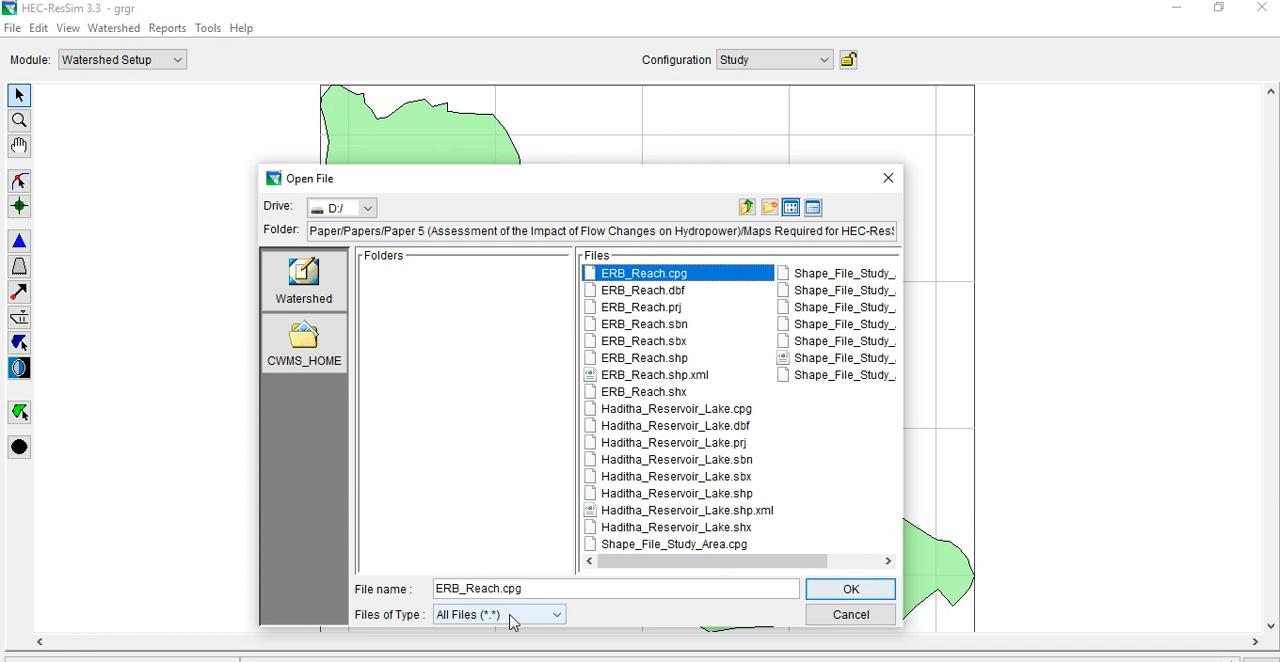 HEC-ResSim 3.3 - grgr
File Edit View Watershed Reports Tools Help
Module: Watershed Setup Configuration Study
Open File
Drive: D:/
Folder: Paper/Papers/Paper 5 (Assessment of the Impact of Flow Changes on Hydropower)/Maps Required for HEC-ResS
Watershed
CWMS_HOME
Folders
Files
ERB_Reach.cpg
ERB_Reach.dbf
ERB_Reach.prj
ERB_Reach.sbn
ERB_Reach.sbx
ERB_Reach.shp
ERB_Reach.shp.xml
ERB_Reach.shx
Haditha_Reservoir_Lake.cpg
Haditha_Reservoir_Lake.dbf
Haditha_Reservoir_Lake.prj
Haditha_Reservoir_Lake.sbn
Haditha_Reservoir_Lake.sbx
Haditha_Reservoir_Lake.shp
Haditha_Reservoir_Lake.shp.xml
Haditha_Reservoir_Lake.shx
Shape_File_Study_Area.cpg
Shape_File_Study_
Shape_File_Study_
Shape_File_Study_
Shape_File_Study_
Shape_File_Study_
Shape_File_Study_
Shape_File_Study_
File name : ERB_Reach.cpg OK
Files of Type : All Files (*.*) Cancel